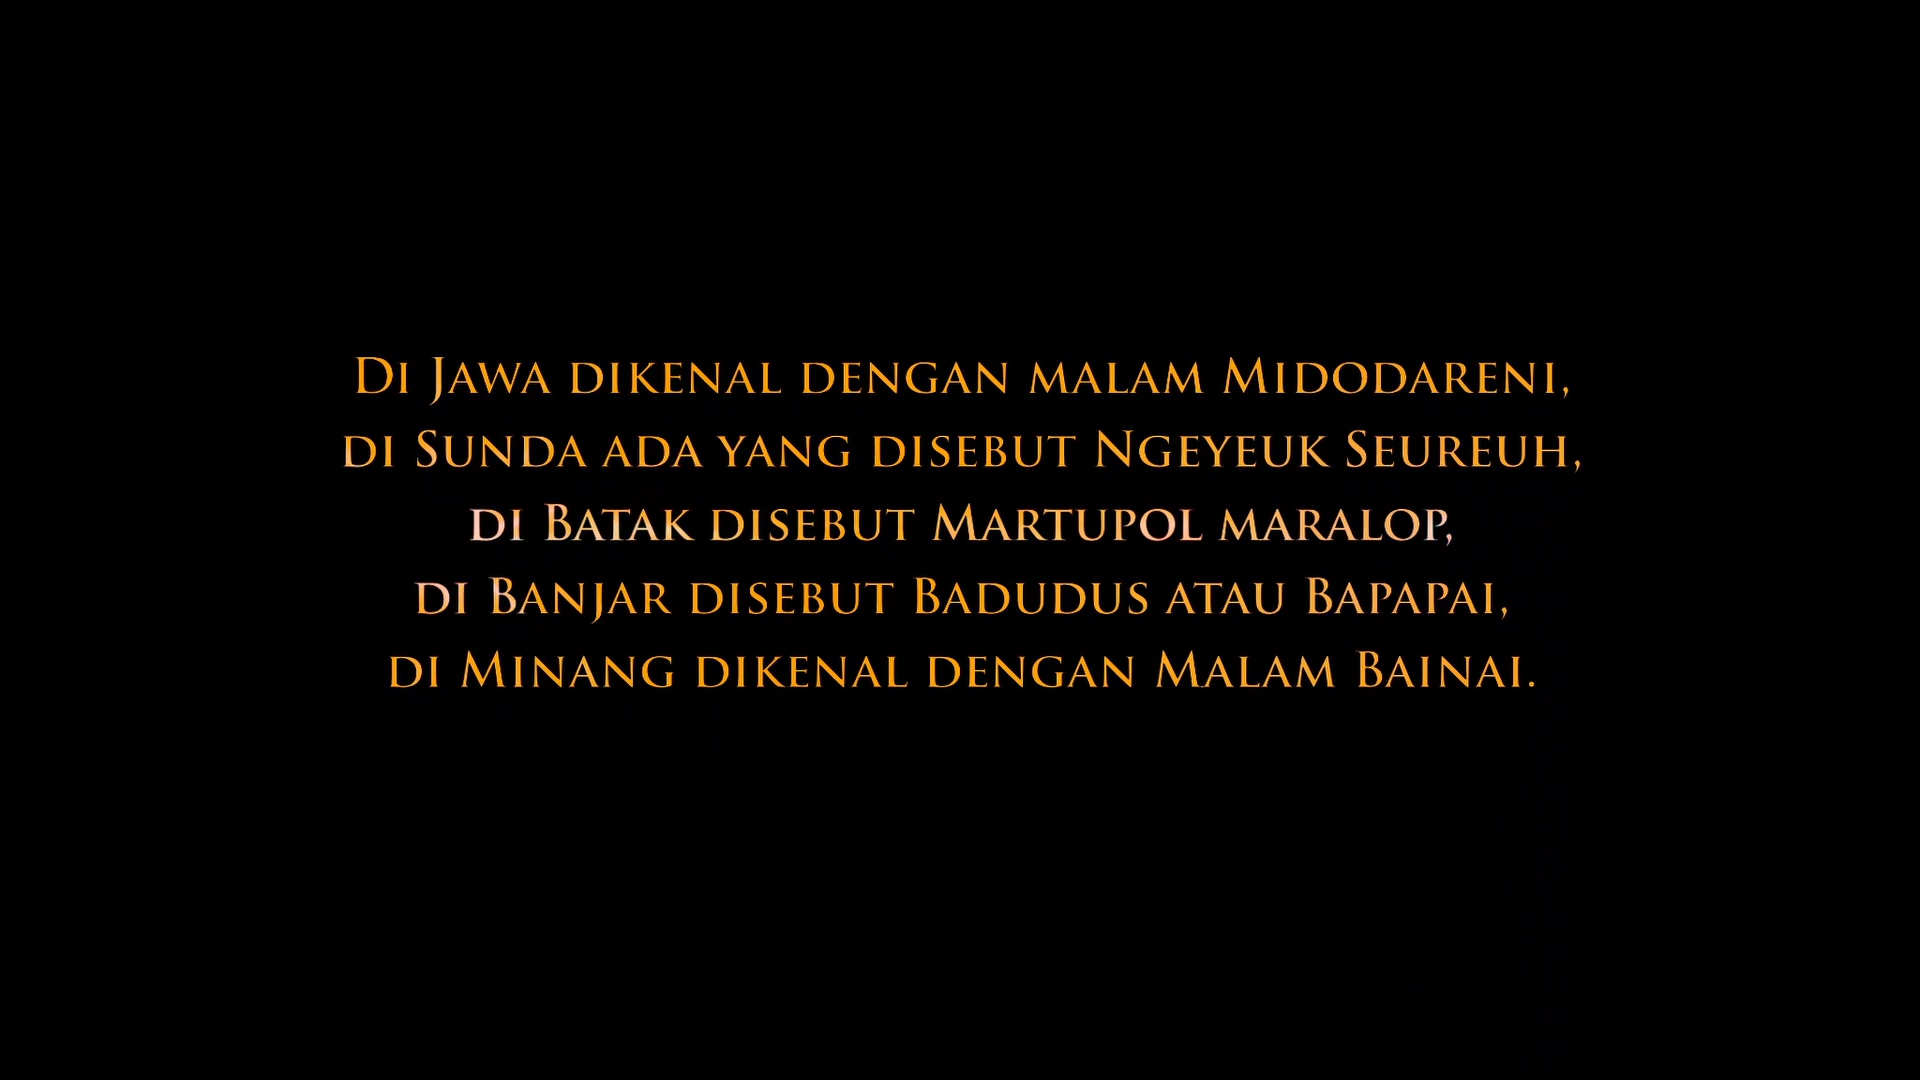 Di Jawa dikenal dengan malam Midodareni,
di Sunda ada yang disebut Ngeyeuk Seureuh,
di Batak disebut Martupol maralop,
di Banjar disebut Badudus atau Bapapai,
di Minang dikenal dengan Malam Bainai.